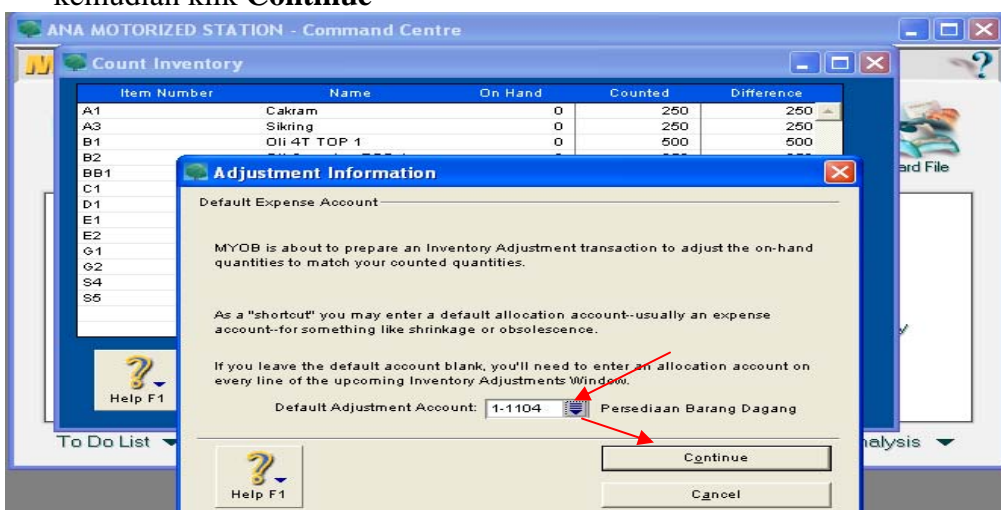 kemudian klik Continue
ANA MOTORIZED STATION - Command Centre
Count Inventory
Item Number Name On Hand Counted Difference
A1 Cakram 0 250 250
A3 Sikring 0 250 250
B1 Oli 4T TOP 1 0 500 500
B2
BB1
C1
D1
E1
E2
G1
G2
S4
S5
ard File
Adjustment Information
Default Expense Account
MYOB is about to prepare an Inventory Adjustment transaction to adjust the on-hand
quantities to match your counted quantities.
As a "shortcut" you may enter a default allocation account--usually an expense
account--for something like shrinkage or obsolescence.
If you leave the default account blank, you'll need to enter an allocation account on
every line of the upcoming Inventory Adjustments Window.
Default Adjustment Account: 1-1104 Persediaan Barang Dagang
Continue
Cancel
Help F1
Help F1
To Do List
nalysis